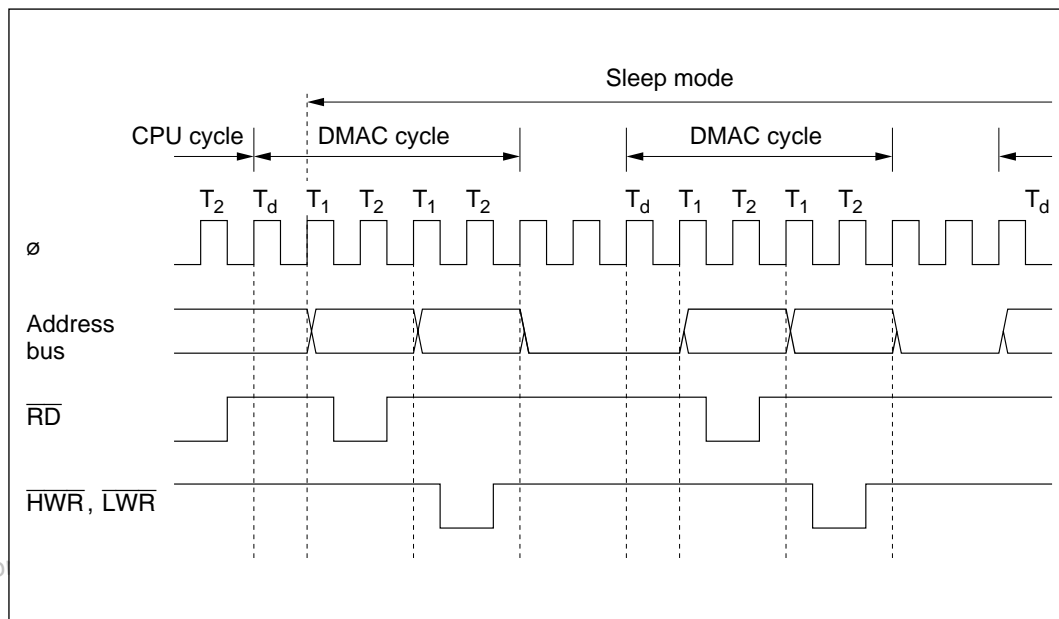 Sleep mode
CPU cycle DMAC cycle DMAC cycle
T2 Td T1 T2 T1 T2 Td T1 T2 T1 T2 Td
ø
Address
bus
RD
HWR, LWR